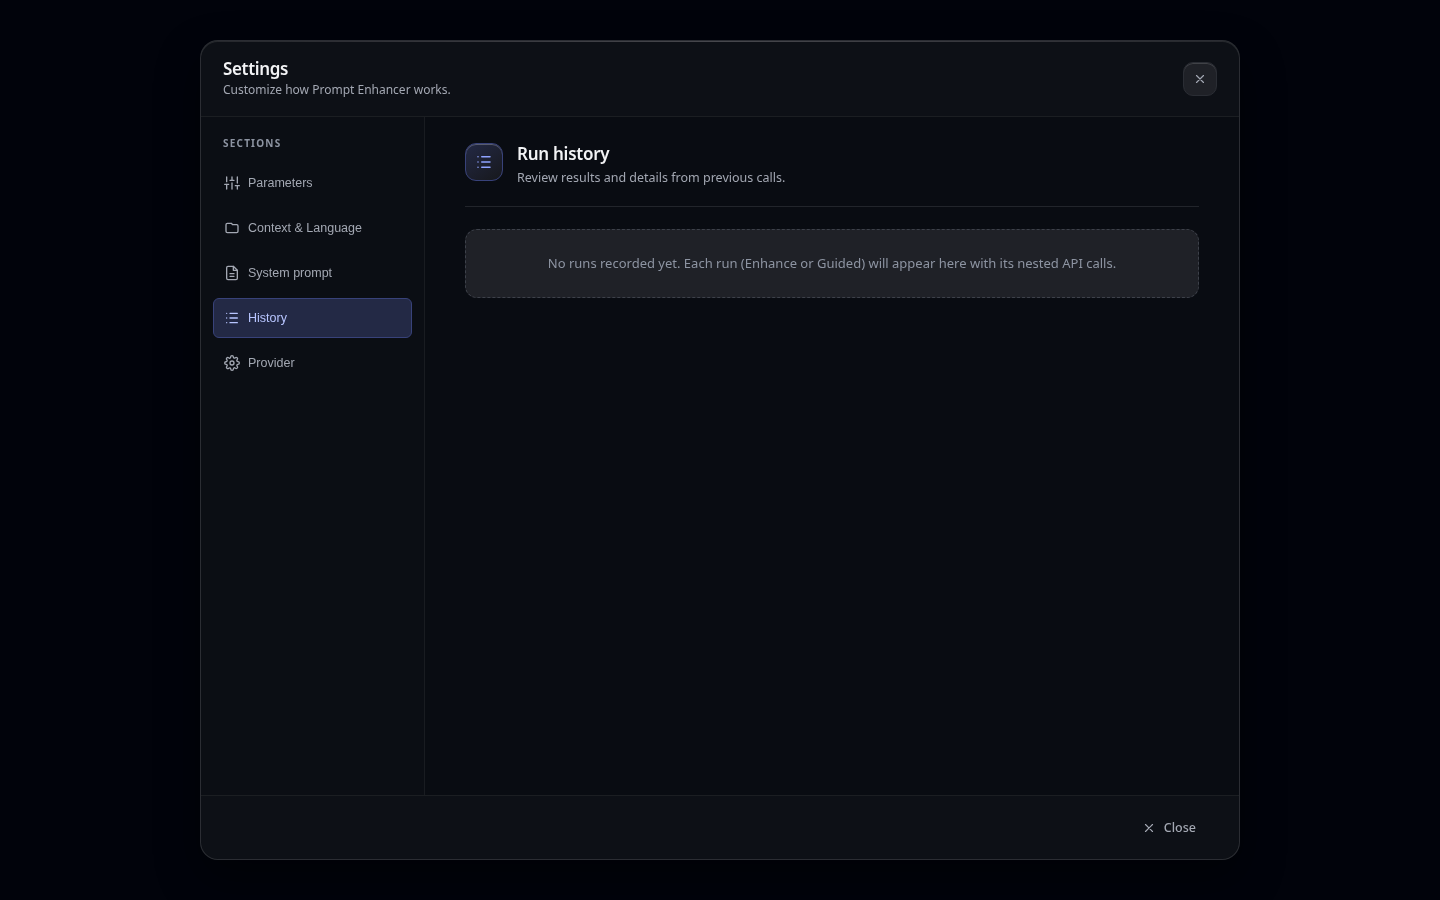 Settings
Customize how Prompt Enhancer works.
SECTIONS
Parameters
Context & Language
System prompt
History
Provider
Run history
Review results and details from previous calls.
No runs recorded yet. Each run (Enhance or Guided) will appear here with its nested API calls.
Close